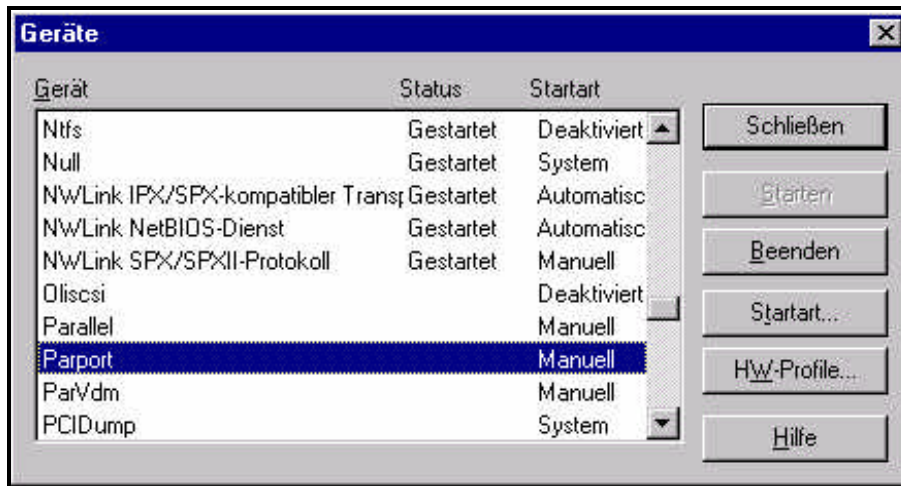 Geräte
Gerät Status Startart
Ntfs Gestartet Deaktiviert
Null Gestartet System
NWLink IPX/SPX-kompatibler Transp Gestartet Automatisc
NWLink NetBIOS-Dienst Gestartet Automatisc
NWLink SPX/SPXII-Protokoll Gestartet Manuell
Oliscsi Deaktiviert
Parallel Manuell
Parport Manuell
ParVdm Manuell
PCIDump System
Schließen
Starten
Beenden
Startart...
HW-Profile...
Hilfe